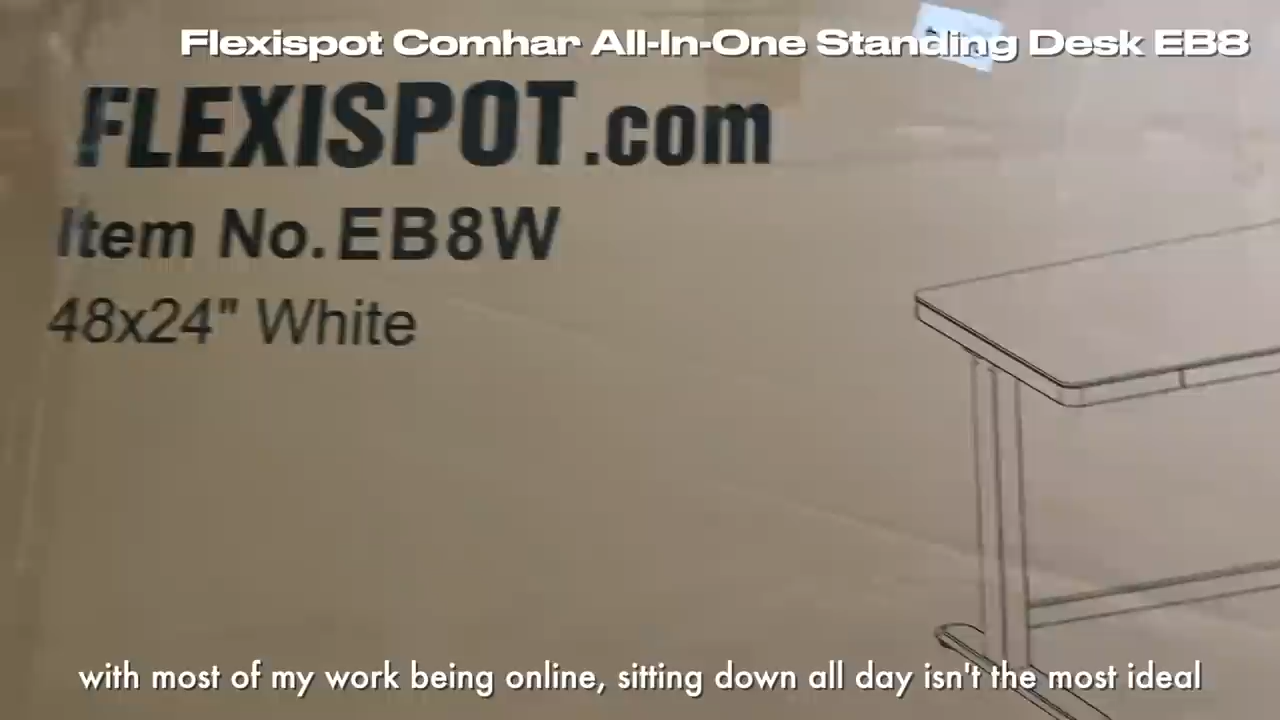 Flexispot Comhar All-In-One Standing Desk EB8
FLEXISPOT.com
Item No. EB8W
48x24" White
with most of my work being online, sitting down all day isn't the most ideal